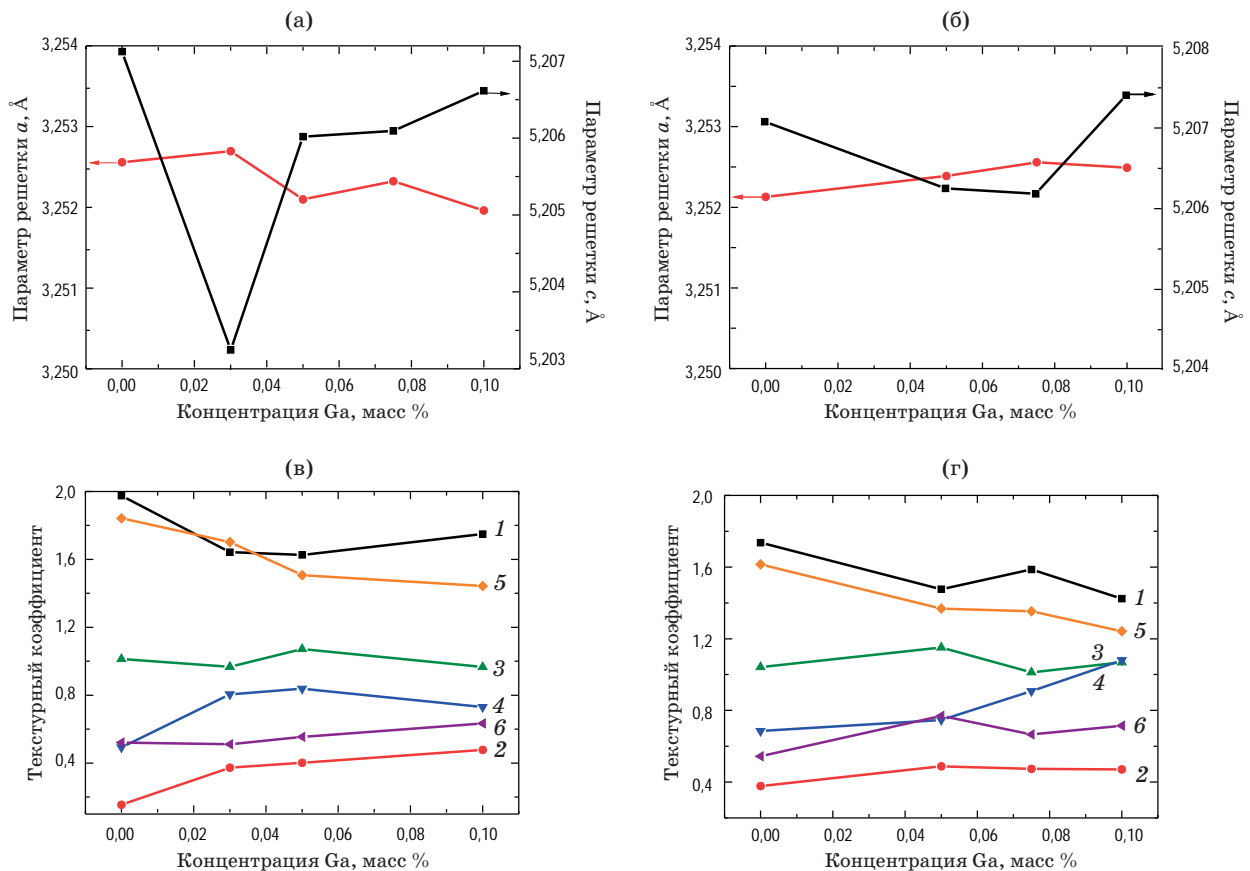 (а)
3,254
3,253
3,252
3,251
3,250
Параметр решетки a, Å
5,207
5,206
5,205
5,204
5,203
Параметр решетки c, Å
0,00 0,02 0,04 0,06 0,08 0,10
Концентрация Ga, масс %
(б)
3,254
3,253
3,252
3,251
3,250
Параметр решетки a, Å
5,208
5,207
5,206
5,205
5,204
Параметр решетки c, Å
0,00 0,02 0,04 0,06 0,08 0,10
Концентрация Ga, масс %
(в)
2,0
1,6
1,2
0,8
0,4
Текстурный коэффициент
1
5
3
4
6
2
0,00 0,02 0,04 0,06 0,08 0,10
Концентрация Ga, масс %
(г)
2,0
1,6
1,2
0,8
0,4
Текстурный коэффициент
1
5
3
4
6
2
0,00 0,02 0,04 0,06 0,08 0,10
Концентрация Ga, масс %